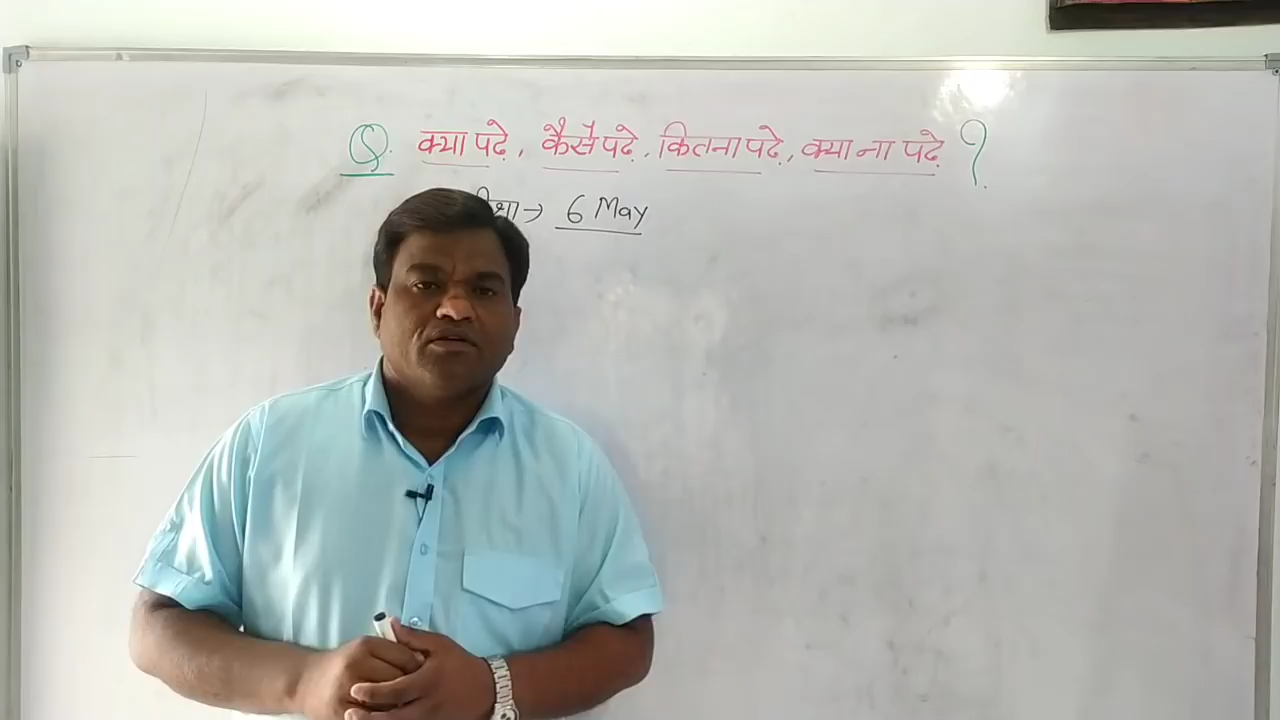 Q. क्या पढे़, कैसे पढे़, कितना पढे़, क्या ना पढे़ ?
→ 6 May